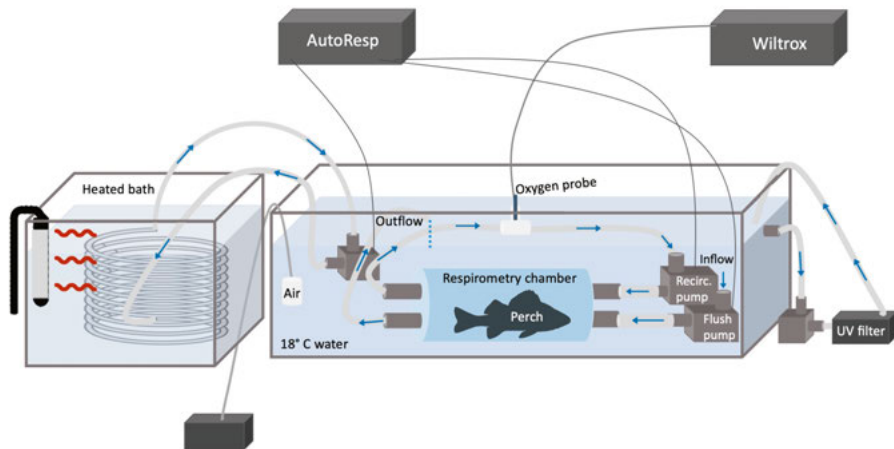 AutoResp
Wiltrox
Heated bath
Oxygen probe
Outflow
Inflow
Respirometry chamber
Recirc.
pump
Air
Perch
Flush
pump
UV filter
18° C water